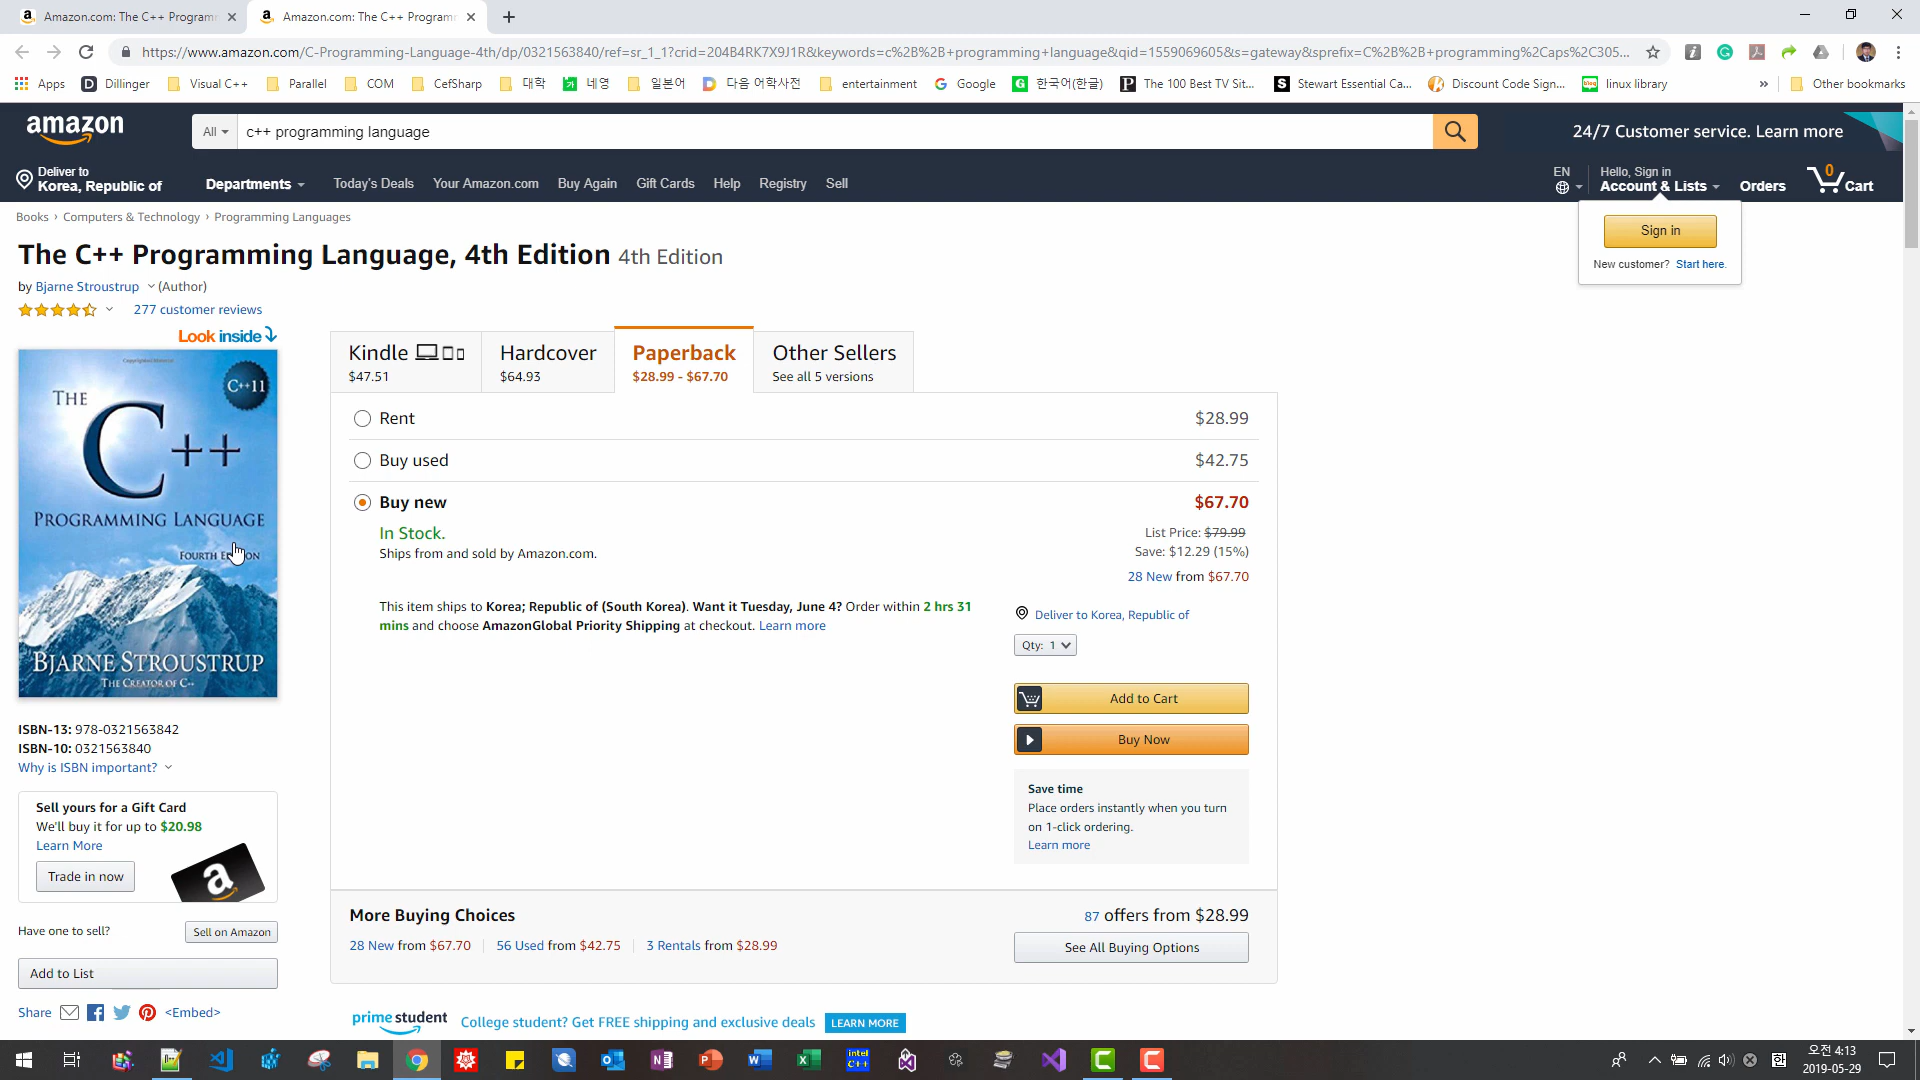 Amazon.com: The C++ Programm
Amazon.com: The C++ Programm
https://www.amazon.com/C-Programming-Language-4th/dp/0321563840/ref=sr_1_1?crid=204B4RK7X9J1R&keywords=c%2B%2B+programming+language&qid=1559069605&s=gateway&sprefix=C%2B%2B+programming%2Caps%2C305...
Apps Dillinger Visual C++ Parallel COM CefSharp 대학 네영 일본어 다음 어학사전 entertainment Google 한국어(한글) The 100 Best TV Sit... Stewart Essential Ca... Discount Code Sign... linux library » Other bookmarks
amazon All c++ programming language 24/7 Customer service. Learn more
Deliver to
Korea, Republic of
Departments Today's Deals Your Amazon.com Buy Again Gift Cards Help Registry Sell
EN Hello, Sign in
Account & Lists Orders 0 Cart
Sign in
New customer? Start here.
Books › Computers & Technology › Programming Languages
The C++ Programming Language, 4th Edition 4th Edition
by Bjarne Stroustrup (Author)
277 customer reviews
Look inside
C++11
THE
C++
PROGRAMMING LANGUAGE
BJARNE STROUSTRUP
THE CREATOR OF C++
Kindle
$47.51
Hardcover
$64.93
Paperback
$28.99 - $67.70
Other Sellers
See all 5 versions
Rent $28.99
Buy used $42.75
Buy new $67.70
In Stock.
Ships from and sold by Amazon.com.
List Price: $79.99
Save: $12.29 (15%)
28 New from $67.70
This item ships to Korea; Republic of (South Korea). Want it Tuesday, June 4? Order within 2 hrs 31
mins and choose AmazonGlobal Priority Shipping at checkout. Learn more
Deliver to Korea, Republic of
Qty: 1
Add to Cart
Buy Now
Save time
Place orders instantly when you turn
on 1-click ordering.
Learn more
ISBN-13: 978-0321563842
ISBN-10: 0321563840
Why is ISBN important?
Sell yours for a Gift Card
We'll buy it for up to $20.98
Learn More
Trade in now
Have one to sell? Sell on Amazon
Add to List
Share <Embed>
More Buying Choices
28 New from $67.70 56 Used from $42.75 3 Rentals from $28.99
87 offers from $28.99
See All Buying Options
prime student College student? Get FREE shipping and exclusive deals LEARN MORE
오전 4:13
2019-05-29